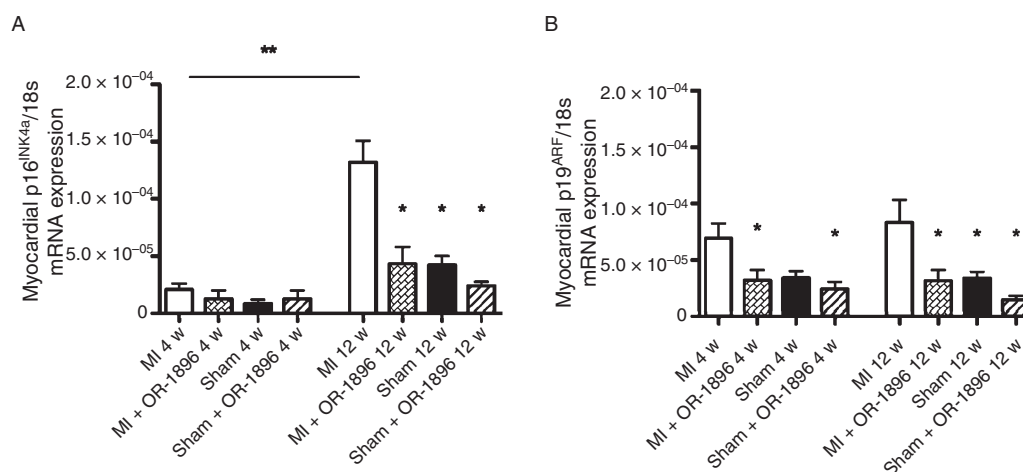 A
**
Myocardial p16^INK4a/18s
mRNA expression
2.0 × 10^–04
1.5 × 10^–04
1.0 × 10^–04
5.0 × 10^–05
0
*
*
*
MI 4 w
MI + OR-1896 4 w
Sham 4 w
Sham + OR-1896 4 w
MI 12 w
MI + OR-1896 12 w
Sham 12 w
Sham + OR-1896 12 w
B
Myocardial p19^ARF/18s
mRNA expression
2.0 × 10^–04
1.5 × 10^–04
1.0 × 10^–04
5.0 × 10^–05
0
*
*
*
*
*
MI 4 w
MI + OR-1896 4 w
Sham 4 w
Sham + OR-1896 4 w
MI 12 w
MI + OR-1896 12 w
Sham 12 w
Sham + OR-1896 12 w